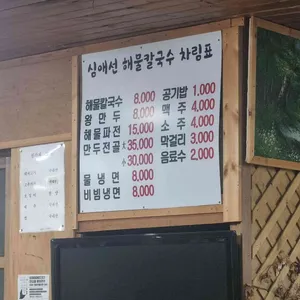 심애선 해물칼국수 차림표
해물칼국수 8,000 공기밥 1,000
왕만두 8,000 맥주 4,000
해물파전 15,000 소주 4,000
만두전골 大 35,000 막걸리 3,000
小 30,000 음료수 2,000
물냉면 8,000
비빔냉면 8,000